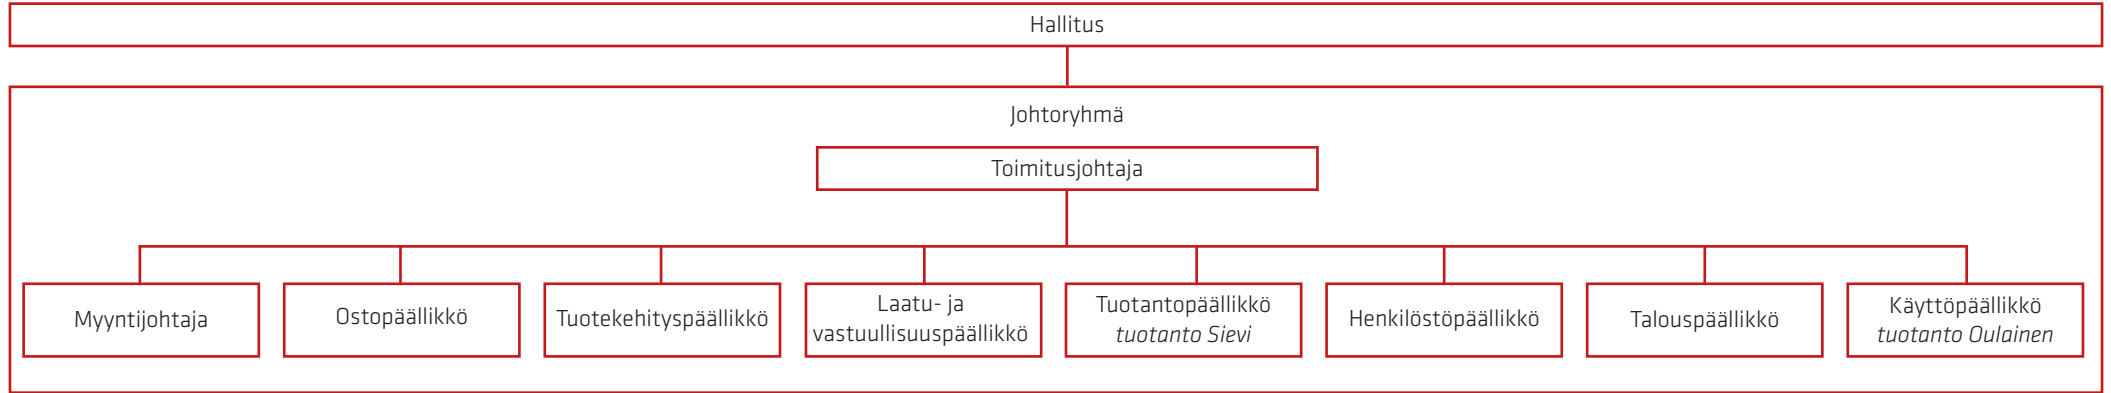 Hallitus
Johtoryhmä
Toimitusjohtaja
Myyntijohtaja
Ostopäällikkö
Tuotekehityspäällikkö
Laatu- ja
vastuullisuuspäällikkö
Tuotantopäällikkö
tuotanto Sievi
Henkilöstöpäällikkö
Talouspäällikkö
Käyttöpäällikkö
tuotanto Oulainen